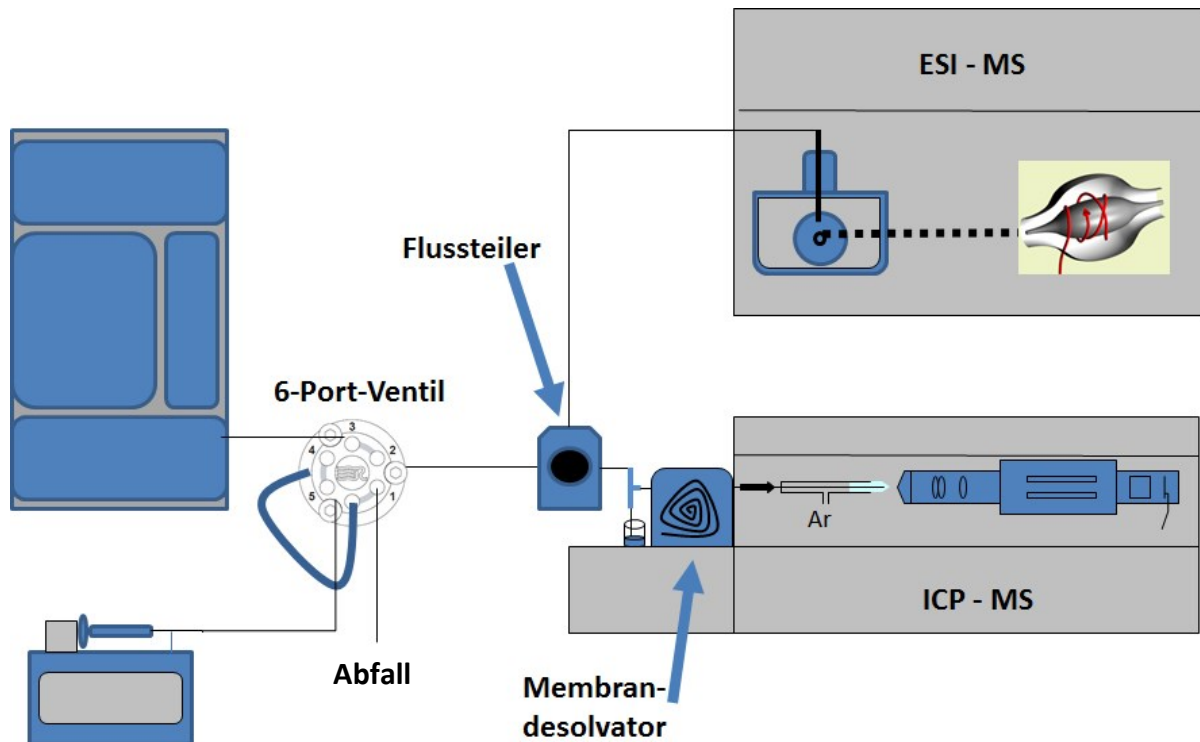 ESI - MS
Flussteiler
6-Port-Ventil
3
4
2
5
1
Ar
ICP - MS
Abfall
Membran-
desolvator